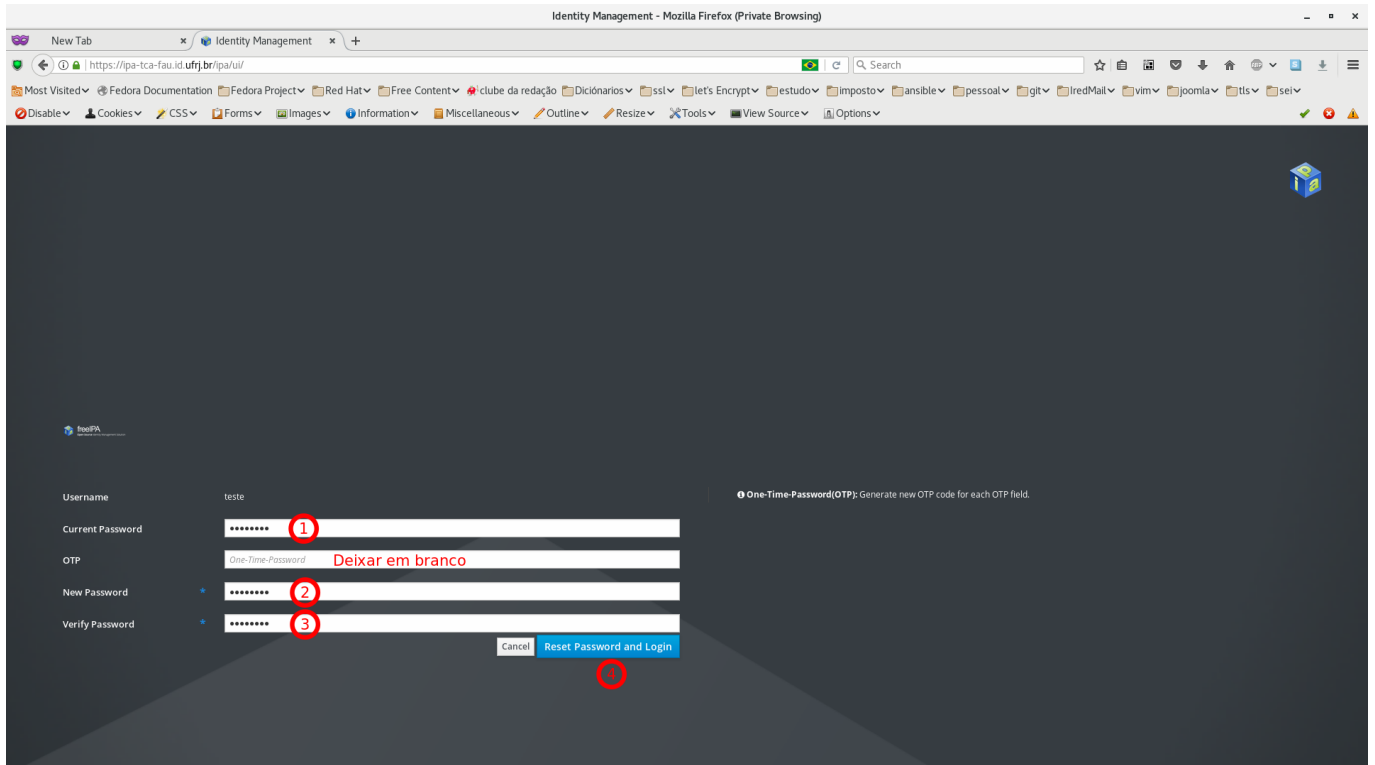 Identity Management - Mozilla Firefox (Private Browsing)
New Tab × Identity Management × +
https://ipa-tca-fau.id.ufrj.br/ipa/ui/ Search
Most Visited Fedora Documentation Fedora Project Red Hat Free Content clube da redação Diciónarios ssl let's Encrypt estudo imposto ansible pessoal git IredMail vim joomla tls sei
Disable Cookies CSS Forms Images Information Miscellaneous Outline Resize Tools View Source Options
ipa
freeIPA
Username teste
One-Time-Password(OTP): Generate new OTP code for each OTP field.
Current Password •••••••• 1
OTP One-Time-Password Deixar em branco
New Password * •••••••• 2
Verify Password * •••••••• 3
Cancel Reset Password and Login
4